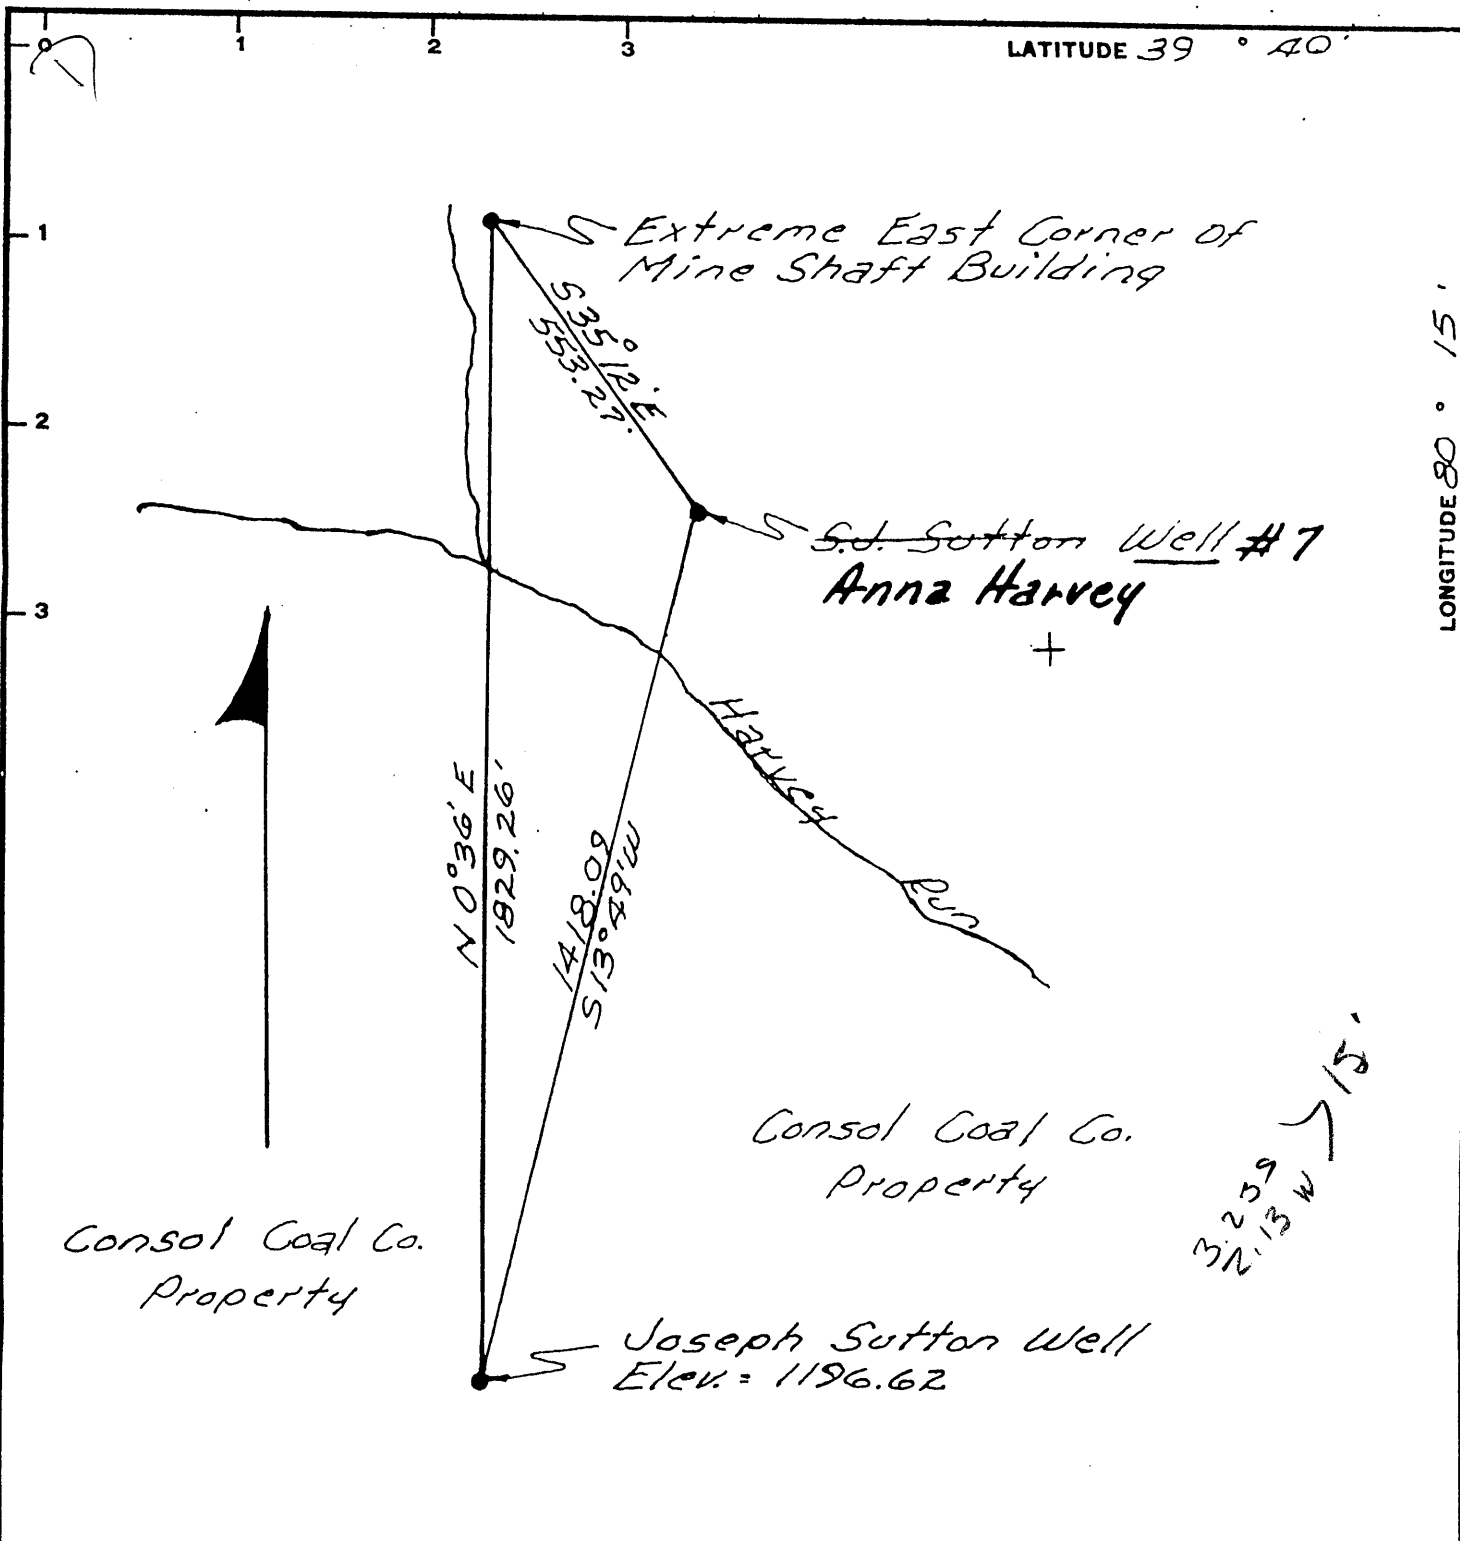 0 1 2 3
LATITUDE 39 ° 40'
1
2
3
LONGITUDE 80 ° 15'
Extreme East Corner of
Mine Shaft Building
S35°12'E
553.27'
S.J. Sutton Well #7
Anna Harvey
Harvey Run
N 0°36' E
1829.26'
1418.09
S13°49'W
Consol Coal Co.
Property
Consol Coal Co.
Property
15'
2.13 W
Joseph Sutton Well
Elev. = 1196.62